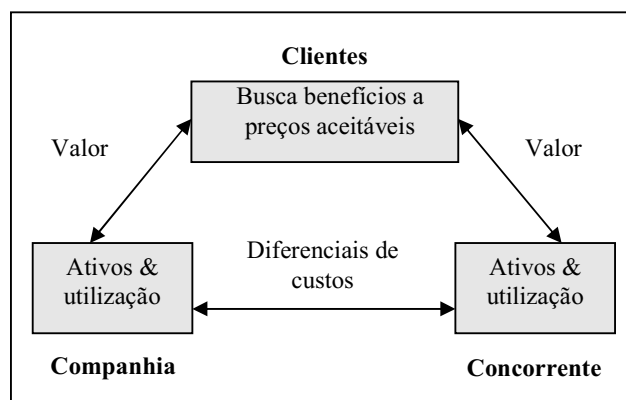 Clientes
Busca benefícios a
preços aceitáveis
Valor
Valor
Diferenciais de
custos
Ativos &
utilização
Ativos &
utilização
Companhia
Concorrente